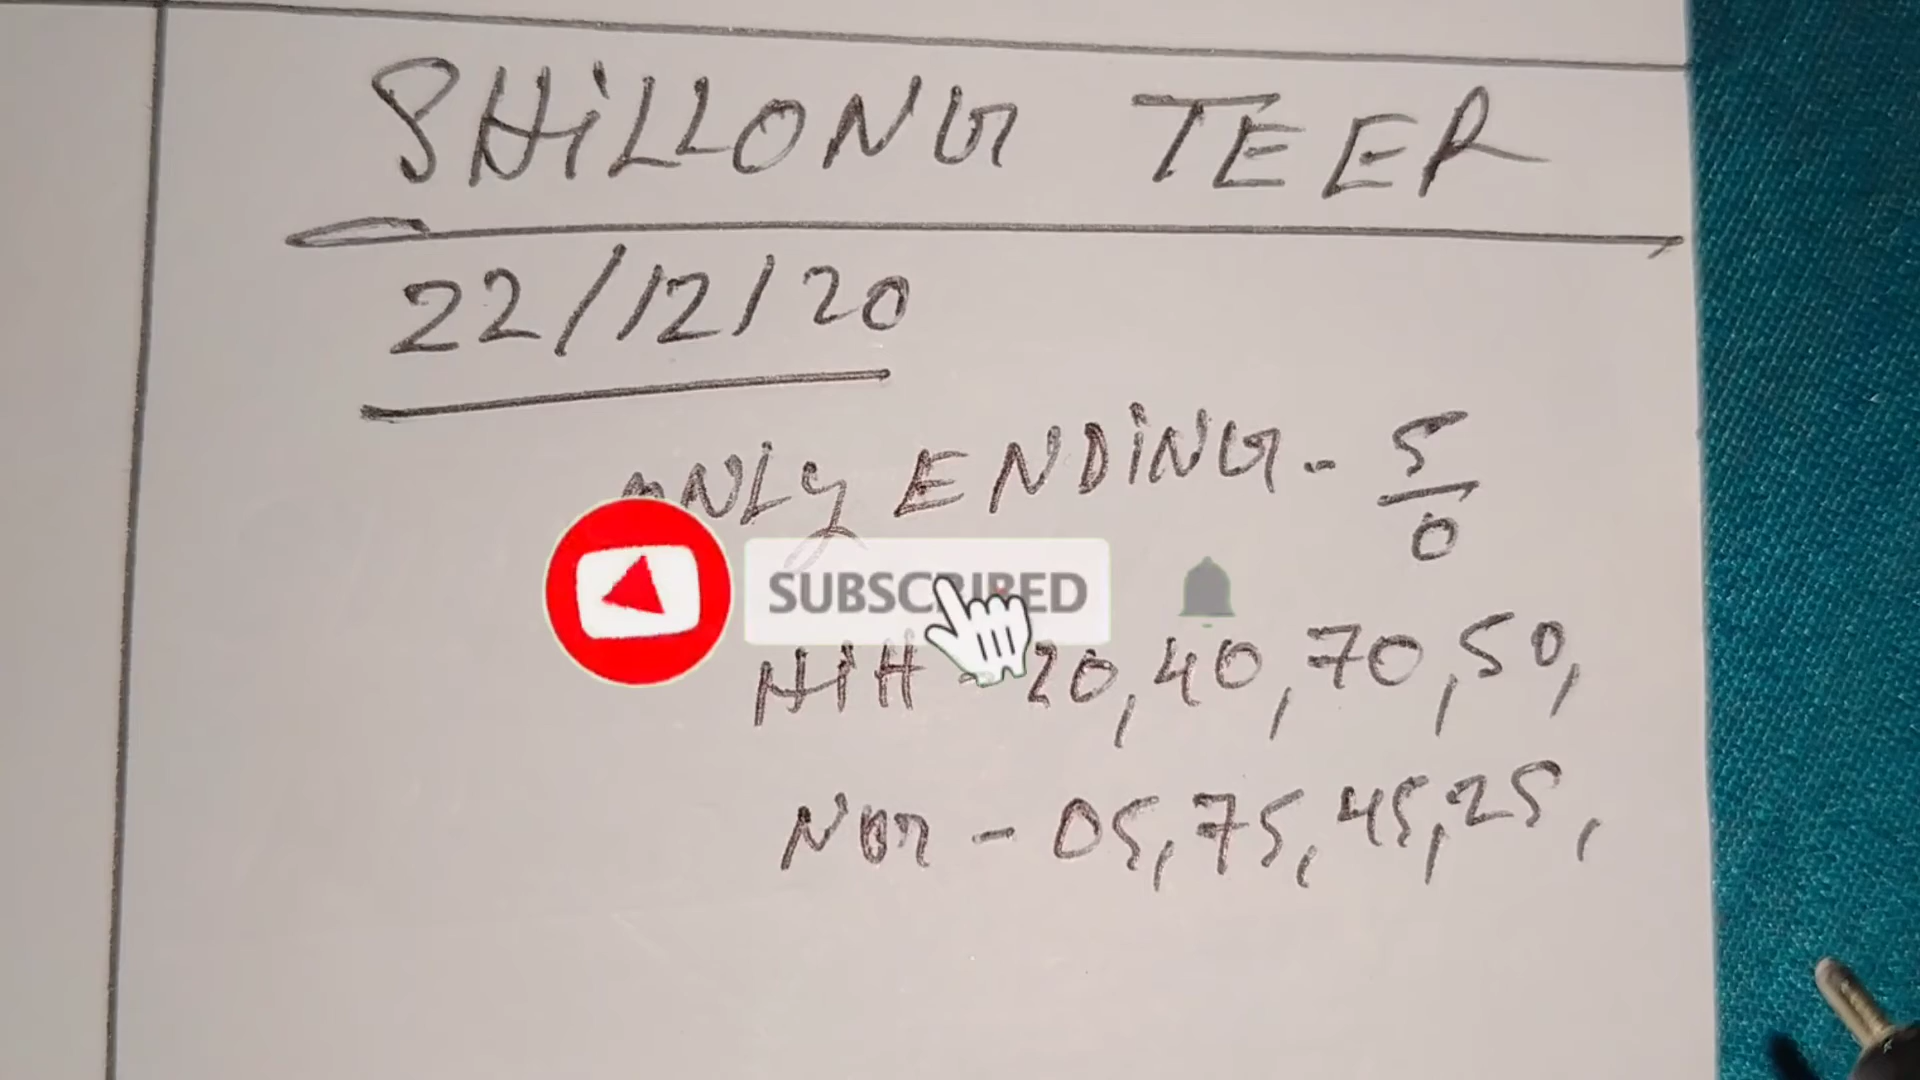 SHiLLONG TEER
22/12/20
ONLY ENDiNG - 5/0
SUBSCRIBED
HiH - 20, 40, 70, 50,
NOR - 05, 75, 45, 25,